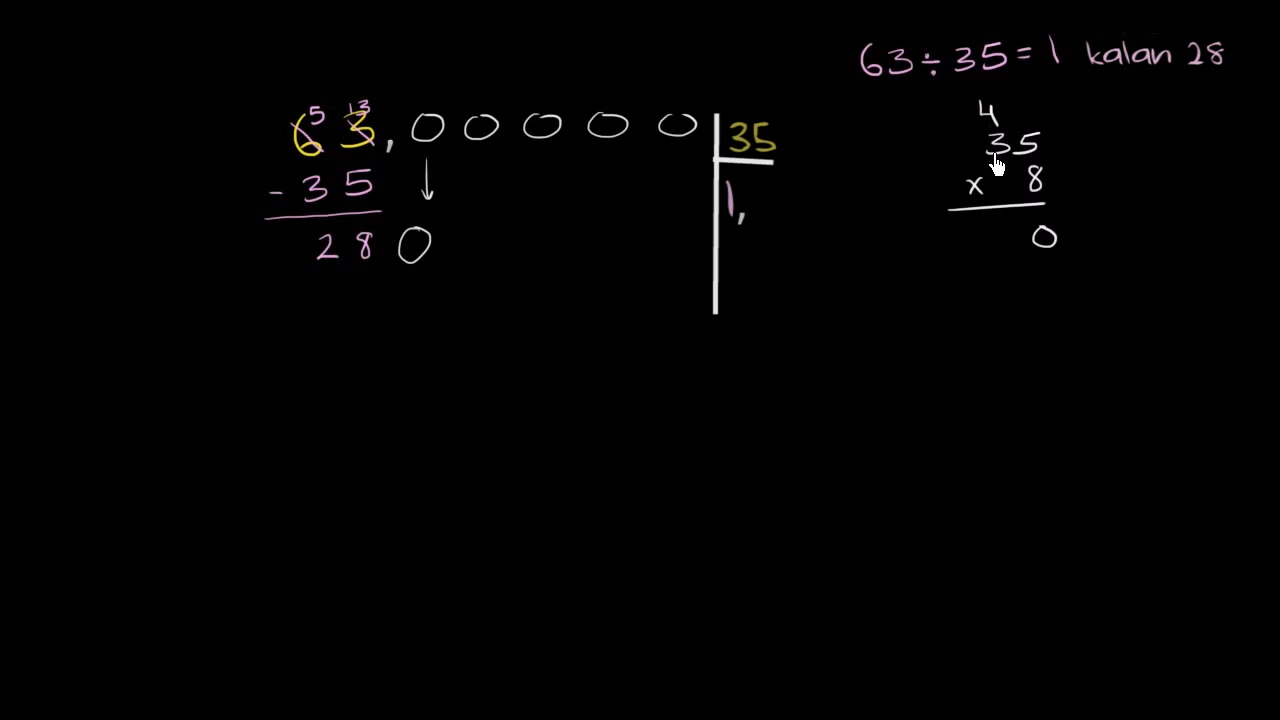 63÷35=1 kalan 28
5 13
63,00000 35
- 35 1,
280
4
35
x 8
0